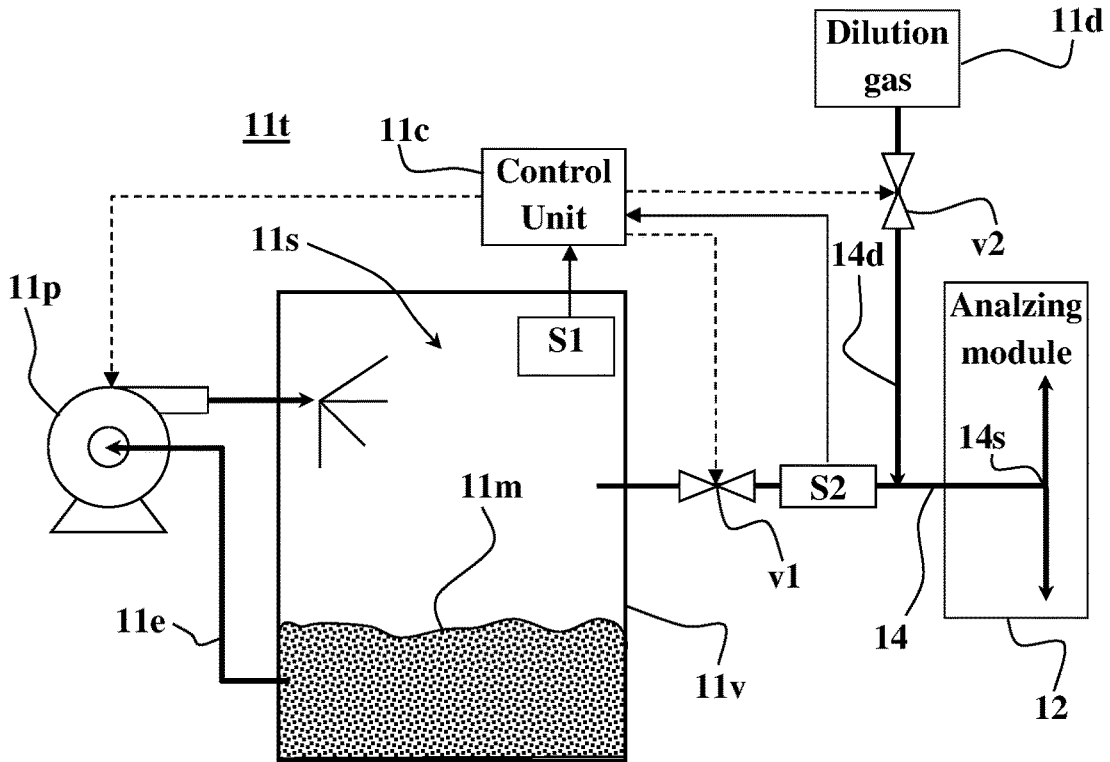 Dilution
gas
11d
11t
11c
Control
Unit
v2
11s
14d
11p
S1
Analzing
module
14s
11m
S2
v1
11e
14
11v
12